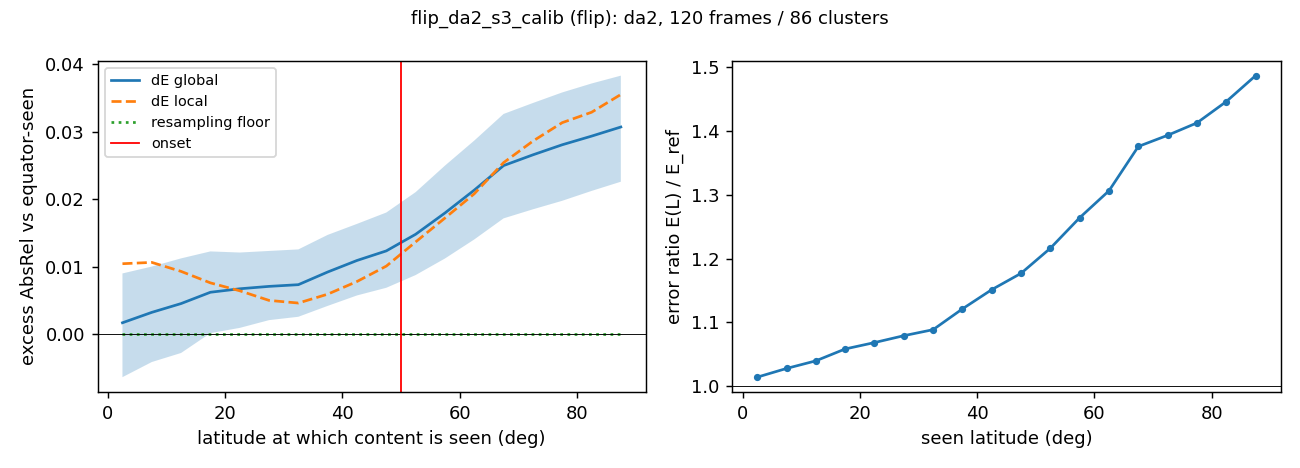 flip_da2_s3_calib (flip): da2, 120 frames / 86 clusters
excess AbsRel vs equator-seen
0.04
0.03
0.02
0.01
0.00
dE global
dE local
resampling floor
onset
0
20
40
60
80
latitude at which content is seen (deg)
error ratio E(L) / E_ref
1.5
1.4
1.3
1.2
1.1
1.0
0
20
40
60
80
seen latitude (deg)